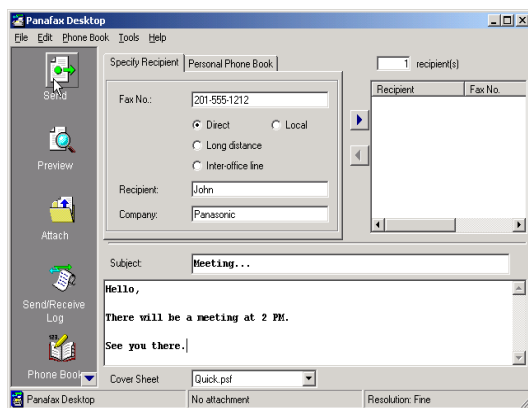 Panafax Desktop
File Edit Phone Book Tools Help
Send
Preview
Attach
Send/Receive
Log
Phone Book
Specify Recipient Personal Phone Book
Fax No.: 201-555-1212
Direct Local
Long distance
Inter-office line
Recipient: John
Company: Panasonic
1 recipient(s)
Recipient Fax No.
Subject: Meeting...
Hello,
There will be a meeting at 2 PM.
See you there.
Cover Sheet Quick.psf
Panafax Desktop No attachment Resolution: Fine